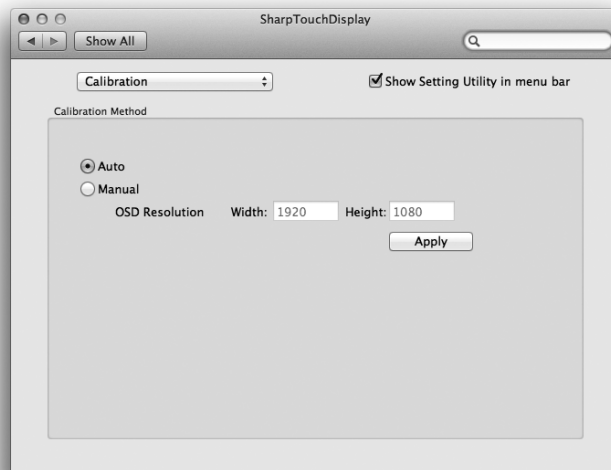 SharpTouchDisplay
Show All
Calibration
Show Setting Utility in menu bar
Calibration Method
Auto
Manual
OSD Resolution Width: 1920 Height: 1080
Apply